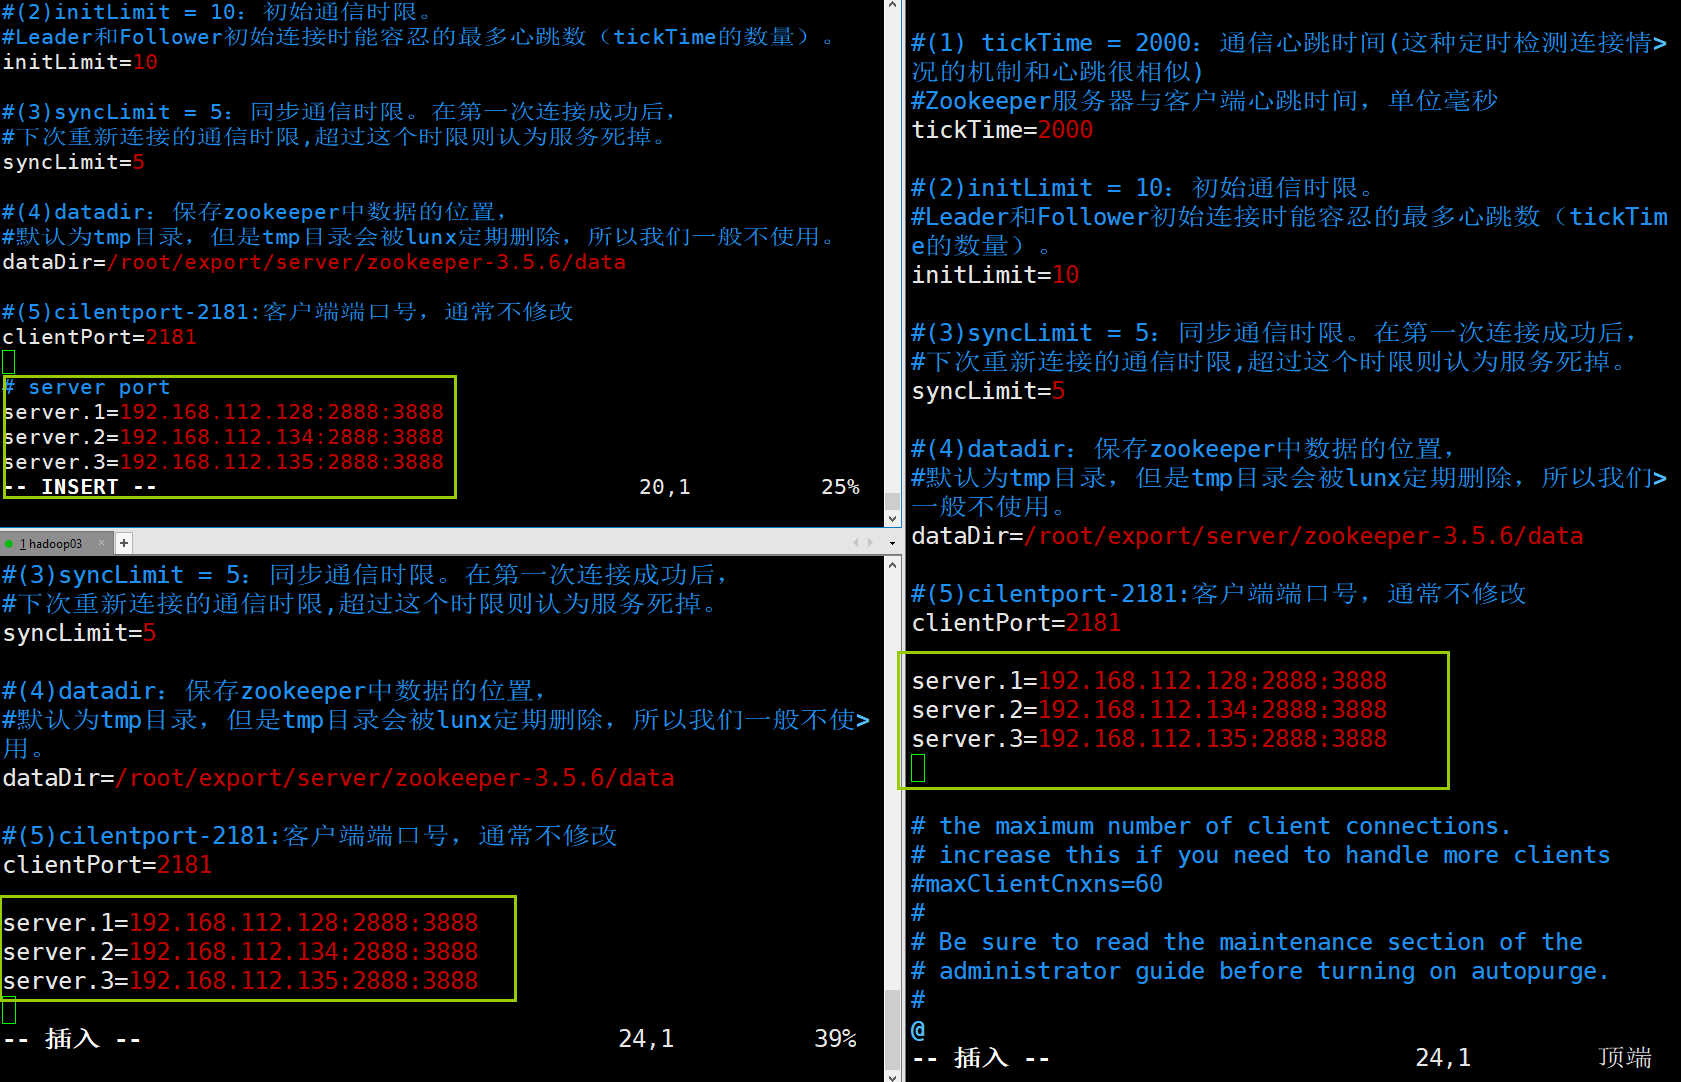 #(2)initLimit = 10：初始通信时限。
#Leader和Follower初始连接时能容忍的最多心跳数（tickTime的数量）。
initLimit=10
#(3)syncLimit = 5：同步通信时限。在第一次连接成功后，
#下次重新连接的通信时限,超过这个时限则认为服务死掉。
syncLimit=5
#(4)datadir：保存zookeeper中数据的位置，
#默认为tmp目录，但是tmp目录会被lunx定期删除，所以我们一般不使用。
dataDir=/root/export/server/zookeeper-3.5.6/data
#(5)cilentport-2181:客户端端口号，通常不修改
clientPort=2181
# server port
server.1=192.168.112.128:2888:3888
server.2=192.168.112.134:2888:3888
server.3=192.168.112.135:2888:3888
-- INSERT -- 20,1 25%
1 hadoop03 × +
#(3)syncLimit = 5：同步通信时限。在第一次连接成功后，
#下次重新连接的通信时限,超过这个时限则认为服务死掉。
syncLimit=5
#(4)datadir：保存zookeeper中数据的位置，
#默认为tmp目录，但是tmp目录会被lunx定期删除，所以我们一般不使>
用。
dataDir=/root/export/server/zookeeper-3.5.6/data
#(5)cilentport-2181:客户端端口号，通常不修改
clientPort=2181
server.1=192.168.112.128:2888:3888
server.2=192.168.112.134:2888:3888
server.3=192.168.112.135:2888:3888
-- 插入 -- 24,1 39%
#(1) tickTime = 2000：通信心跳时间(这种定时检测连接情>
况的机制和心跳很相似)
#Zookeeper服务器与客户端心跳时间，单位毫秒
tickTime=2000
#(2)initLimit = 10：初始通信时限。
#Leader和Follower初始连接时能容忍的最多心跳数（tickTim
e的数量）。
initLimit=10
#(3)syncLimit = 5：同步通信时限。在第一次连接成功后，
#下次重新连接的通信时限,超过这个时限则认为服务死掉。
syncLimit=5
#(4)datadir：保存zookeeper中数据的位置，
#默认为tmp目录，但是tmp目录会被lunx定期删除，所以我们>
一般不使用。
dataDir=/root/export/server/zookeeper-3.5.6/data
#(5)cilentport-2181:客户端端口号，通常不修改
clientPort=2181
server.1=192.168.112.128:2888:3888
server.2=192.168.112.134:2888:3888
server.3=192.168.112.135:2888:3888
# the maximum number of client connections.
# increase this if you need to handle more clients
#maxClientCnxns=60
#
# Be sure to read the maintenance section of the
# administrator guide before turning on autopurge.
#
@
-- 插入 -- 24,1 顶端